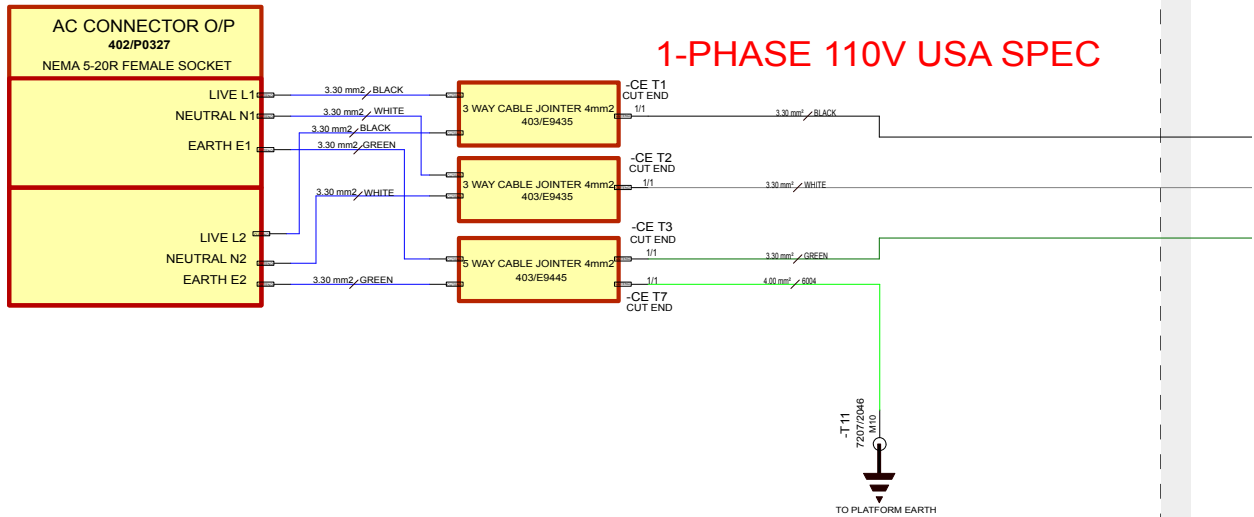 AC CONNECTOR O/P
402/P0327
NEMA 5-20R FEMALE SOCKET
1-PHASE 110V USA SPEC
LIVE L1
NEUTRAL N1
EARTH E1
LIVE L2
NEUTRAL N2
EARTH E2
3.30 mm2 BLACK
3.30 mm2 WHITE
3.30 mm2 BLACK
3.30 mm2 GREEN
3.30 mm2 WHITE
3.30 mm2 GREEN
3 WAY CABLE JOINTER 4mm2
403/E9435
3 WAY CABLE JOINTER 4mm2
403/E9435
5 WAY CABLE JOINTER 4mm2
403/E9445
-CE T1
CUT END
1/1
3.30 mm² BLACK
-CE T2
CUT END
1/1
3.30 mm² WHITE
-CE T3
CUT END
1/1
3.30 mm² GREEN
1/1
4.00 mm² 6004
-CE T7
CUT END
-T11
7207/2046
M10
TO PLATFORM EARTH